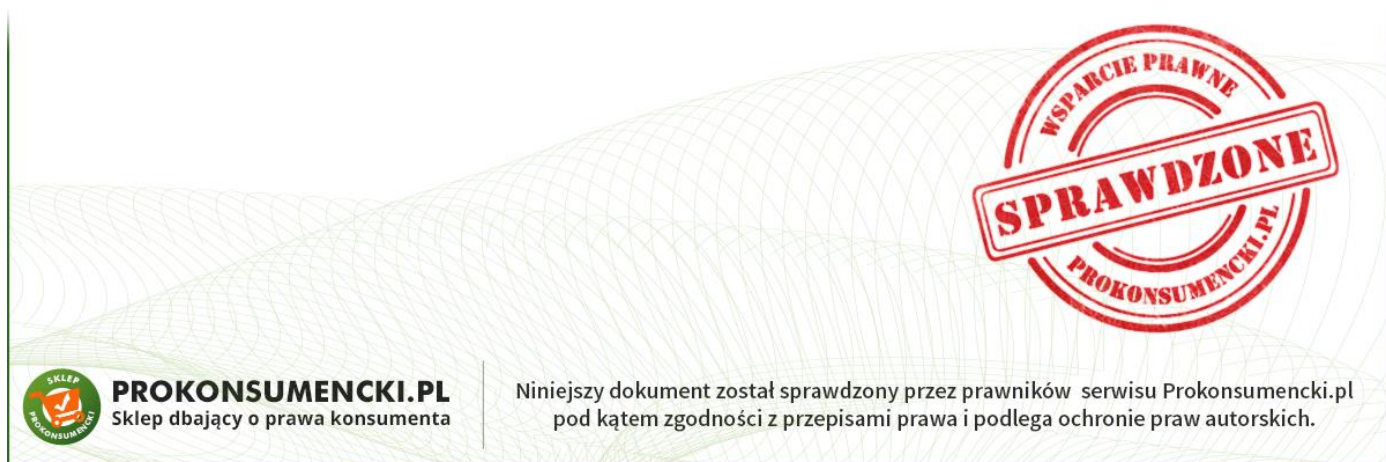 WSPARCIE PRAWNE
SPRAWDZONE
PROKONSUMENCKI.PL
SKLEP
PROKONSUMENCKI
PROKONSUMENCKI.PL
Sklep dbający o prawa konsumenta
Niniejszy dokument został sprawdzony przez prawników serwisu Prokonsumencki.pl
pod kątem zgodności z przepisami prawa i podlega ochronie praw autorskich.